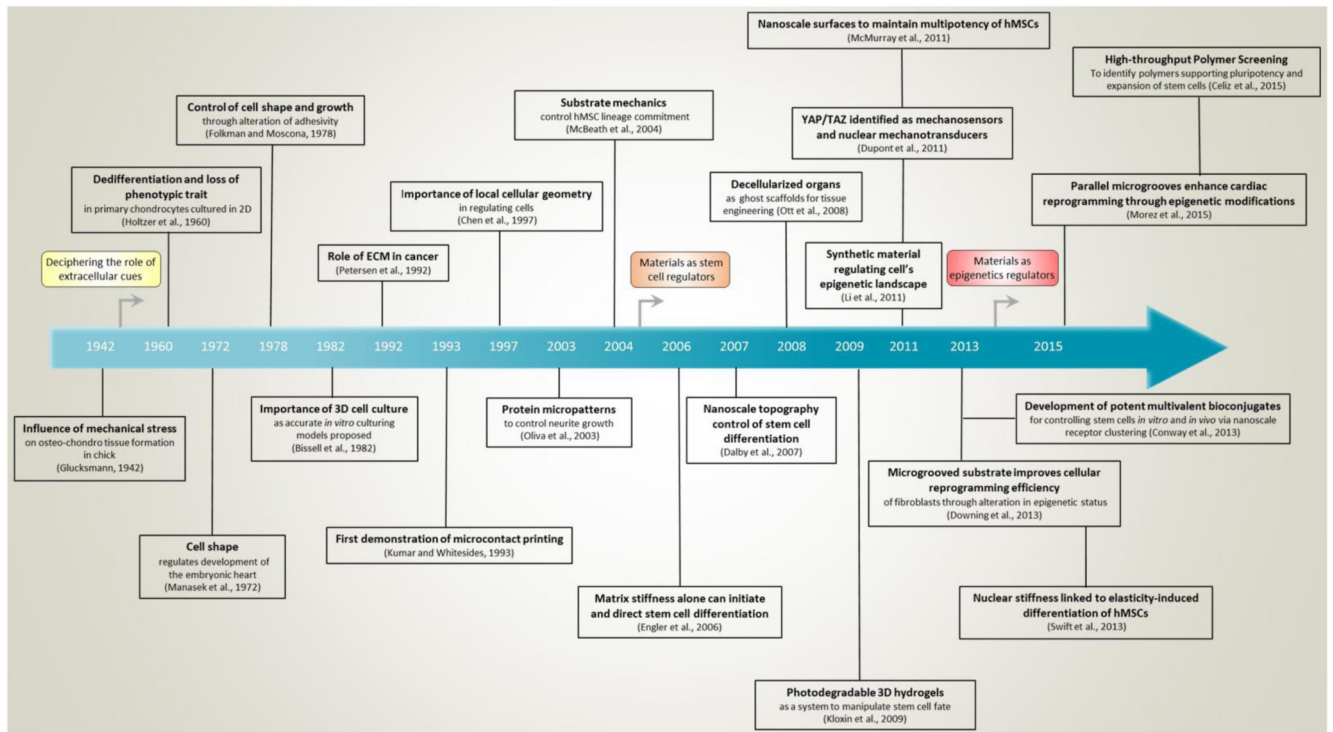 Nanoscale surfaces to maintain multipotency of hMSCs
(McMurray et al., 2011)
High-throughput Polymer Screening
To identify polymers supporting pluripotency and
expansion of stem cells (Celiz et al., 2015)
Control of cell shape and growth
through alteration of adhesivity
(Folkman and Moscona, 1978)
Substrate mechanics
control hMSC lineage commitment
(McBeath et al., 2004)
YAP/TAZ identified as mechanosensors
and nuclear mechanotransducers
(Dupont et al., 2011)
Dedifferentiation and loss of
phenotypic trait
in primary chondrocytes cultured in 2D
(Holtzer et al., 1960)
Importance of local cellular geometry
in regulating cells
(Chen et al., 1997)
Decellularized organs
as ghost scaffolds for tissue
engineering (Ott et al., 2008)
Parallel microgrooves enhance cardiac
reprogramming through epigenetic modifications
(Morez et al., 2015)
Deciphering the role of
extracellular cues
Role of ECM in cancer
(Petersen et al., 1992)
Materials as stem
cell regulators
Synthetic material
regulating cell's
epigenetic landscape
(Li et al., 2011)
Materials as
epigenetics regulators
1942 1960 1972 1978 1982 1992 1993 1997 2003 2004 2006 2007 2008 2009 2011 2013 2015
Influence of mechanical stress
on osteo-chondro tissue formation
in chick
(Glucksmann, 1942)
Importance of 3D cell culture
as accurate in vitro culturing
models proposed
(Bissell et al., 1982)
Protein micropatterns
to control neurite growth
(Oliva et al., 2003)
Nanoscale topography
control of stem cell
differentiation
(Dalby et al., 2007)
Development of potent multivalent bioconjugates
for controlling stem cells in vitro and in vivo via nanoscale
receptor clustering (Conway et al., 2013)
Microgrooved substrate improves cellular
reprogramming efficiency
of fibroblasts through alteration in epigenetic status
(Downing et al., 2013)
Cell shape
regulates development of
the embryonic heart
(Manasek et al., 1972)
First demonstration of microcontact printing
(Kumar and Whitesides, 1993)
Matrix stiffness alone can initiate
and direct stem cell differentiation
(Engler et al., 2006)
Nuclear stiffness linked to elasticity-induced
differentiation of hMSCs
(Swift et al., 2013)
Photodegradable 3D hydrogels
as a system to manipulate stem cell fate
(Kloxin et al., 2009)